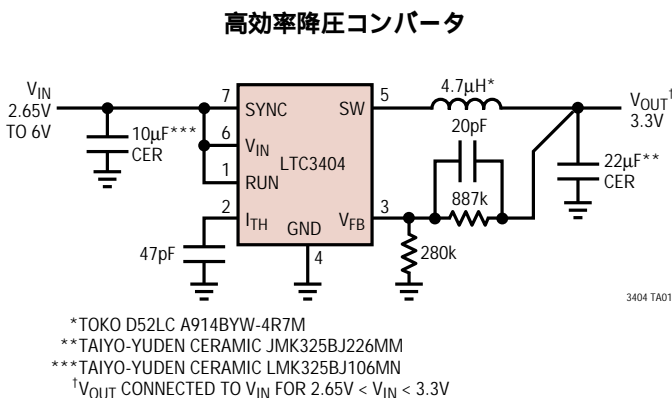 高効率降圧コンバータ
VIN
2.65V
TO 6V
10µF***
CER
7
6
1
2
SYNC
VIN
RUN
ITH
LTC3404
GND
4
SW
VFB
5
3
4.7µH*
20pF
887k
280k
47pF
VOUT†
3.3V
22µF**
CER
3404 TA01
*TOKO D52LC A914BYW-4R7M
**TAIYO-YUDEN CERAMIC JMK325BJ226MM
***TAIYO-YUDEN CERAMIC LMK325BJ106MN
†VOUT CONNECTED TO VIN FOR 2.65V < VIN < 3.3V